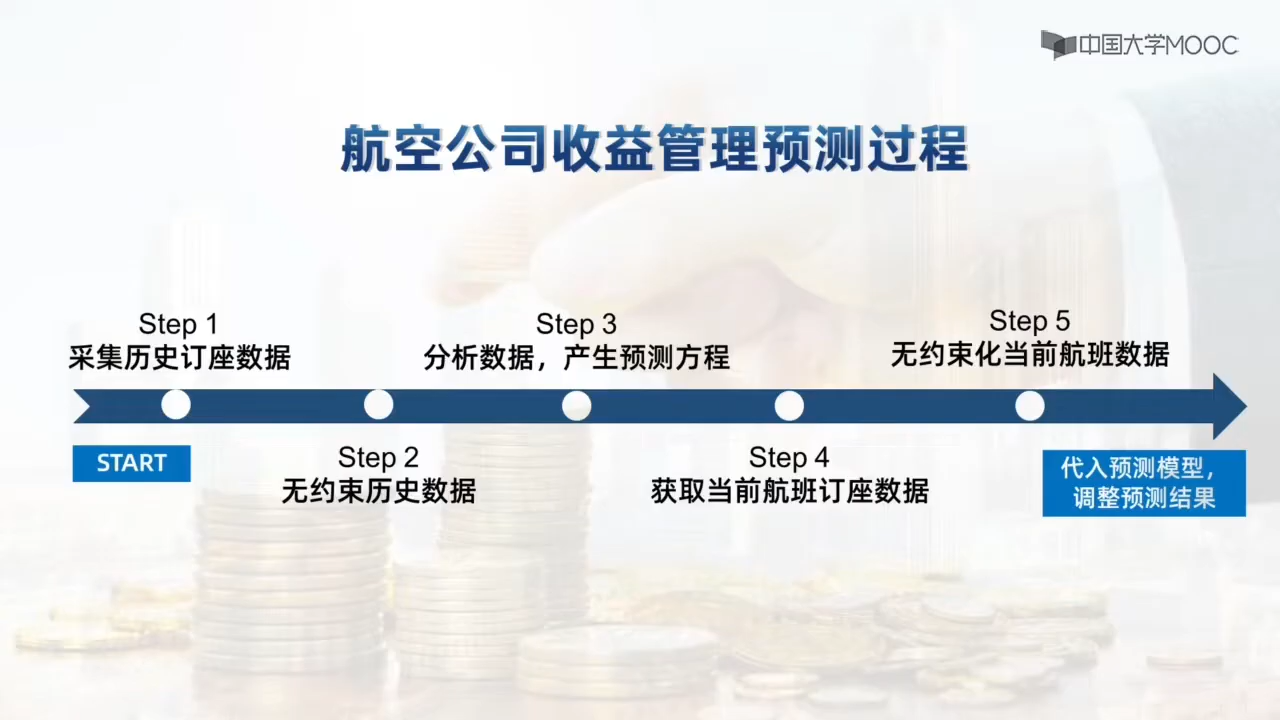 中国大学MOOC
航空公司收益管理预测过程
Step 1
采集历史订座数据
Step 2
无约束历史数据
Step 3
分析数据，产生预测方程
Step 4
获取当前航班订座数据
Step 5
无约束化当前航班数据
START
代入预测模型，
调整预测结果